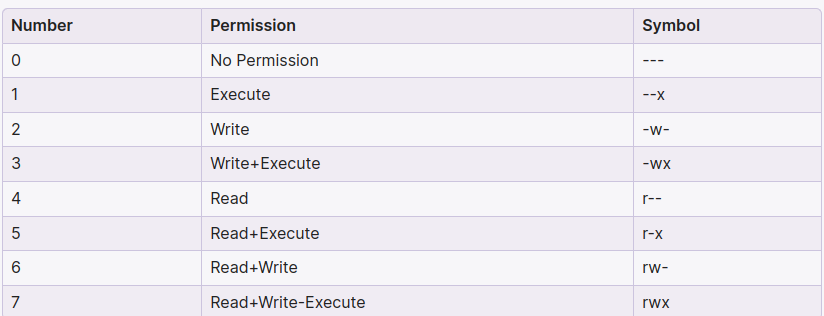 Number Permission Symbol
0 No Permission ---
1 Execute --x
2 Write -w-
3 Write+Execute -wx
4 Read r--
5 Read+Execute r-x
6 Read+Write rw-
7 Read+Write-Execute rwx